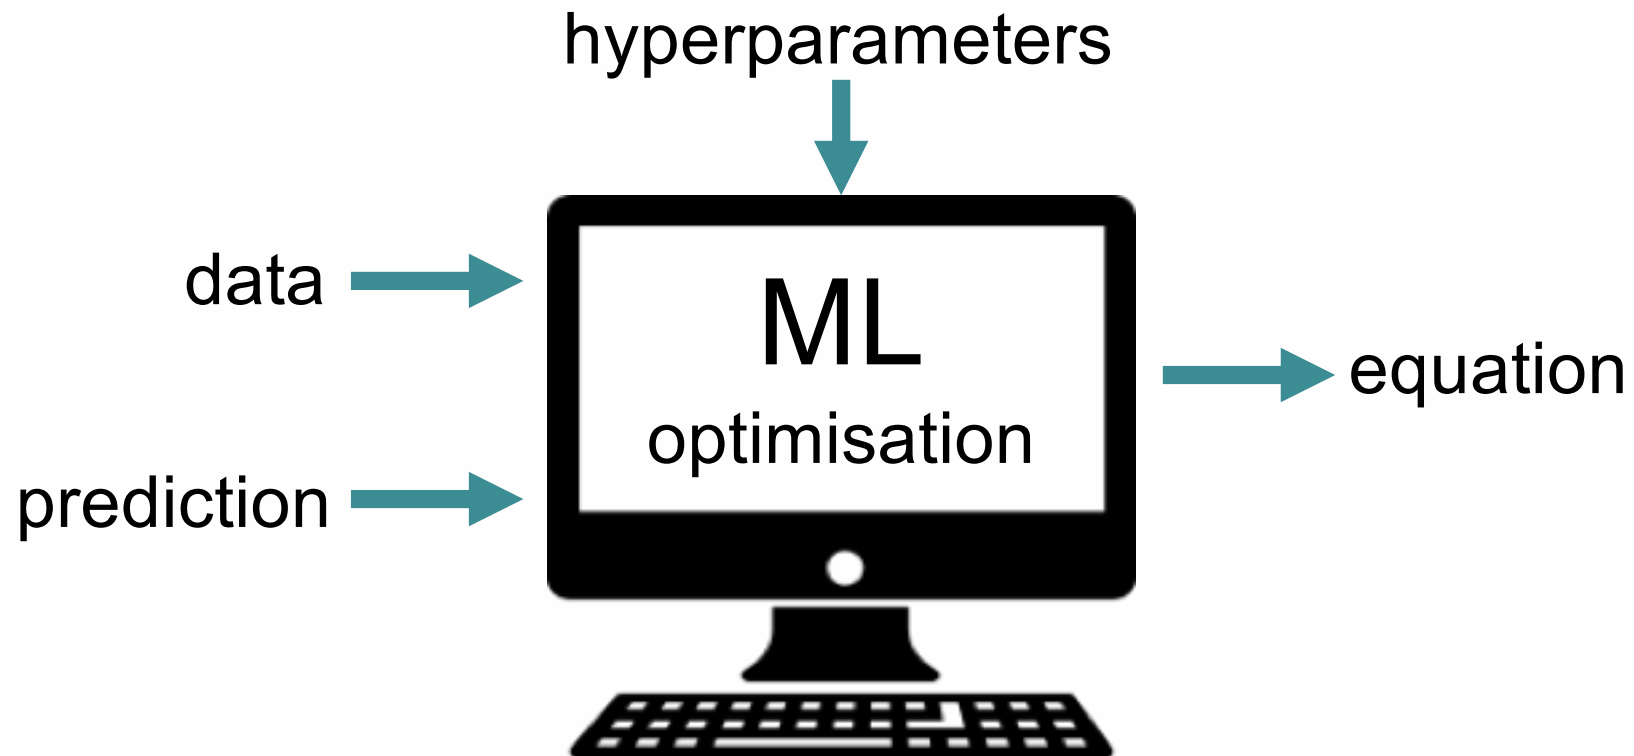 hyperparameters
data
ML
optimisation
equation
prediction